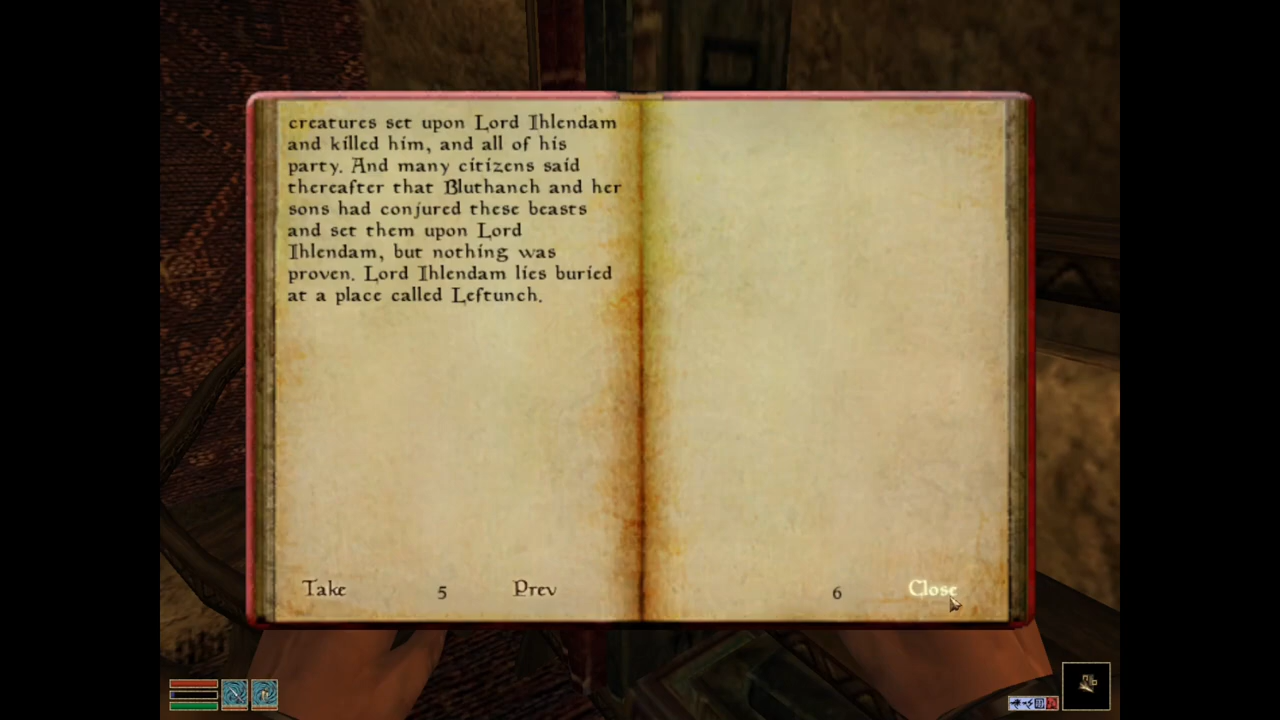 creatures set upon Lord Ihlendam
and killed him, and all of his
party. And many citizens said
thereafter that Bluthanch and her
sons had conjured these beasts
and set them upon Lord
Ihlendam, but nothing was
proven. Lord Ihlendam lies buried
at a place called Leftunch.
Take 5 Prev 6 Close